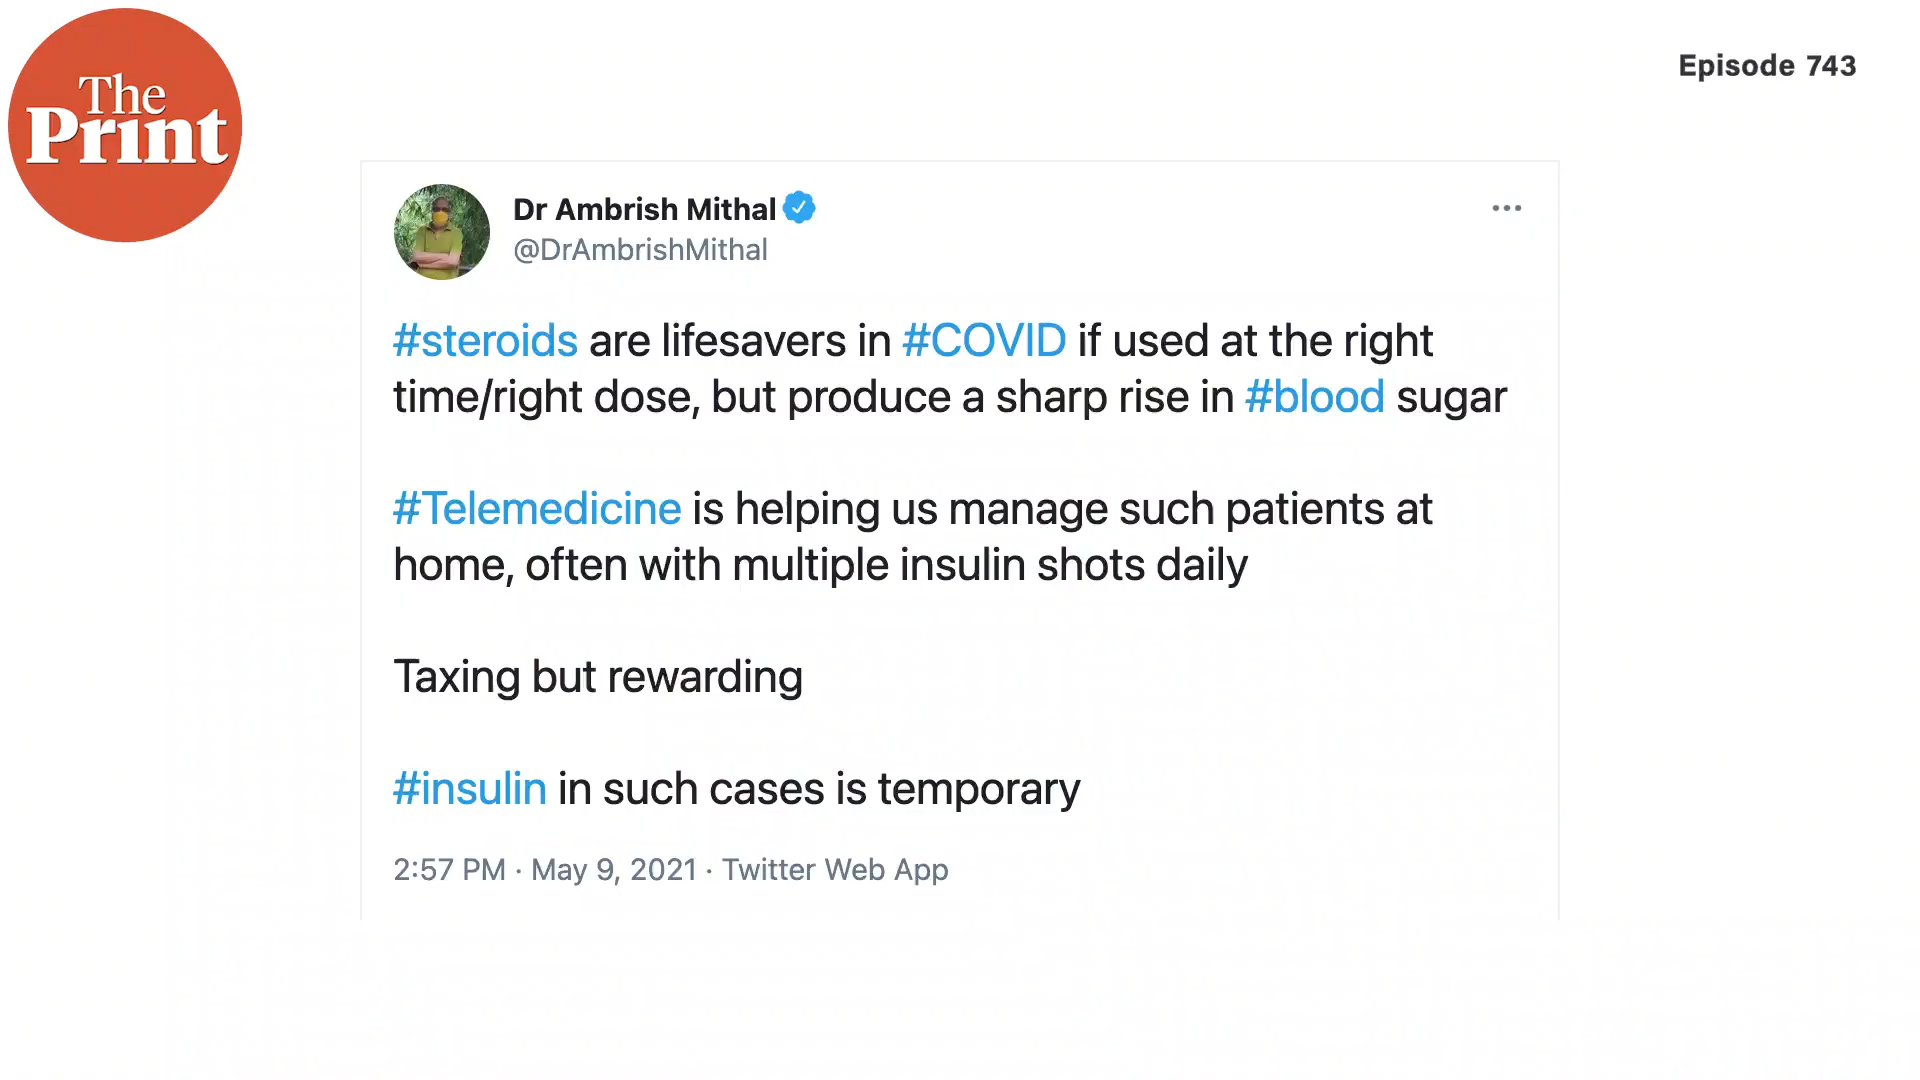 The
Print
Episode 743
Dr Ambrish Mithal
@DrAmbrishMithal
#steroids are lifesavers in #COVID if used at the right
time/right dose, but produce a sharp rise in #blood sugar
#Telemedicine is helping us manage such patients at
home, often with multiple insulin shots daily
Taxing but rewarding
#insulin in such cases is temporary
2:57 PM · May 9, 2021 · Twitter Web App